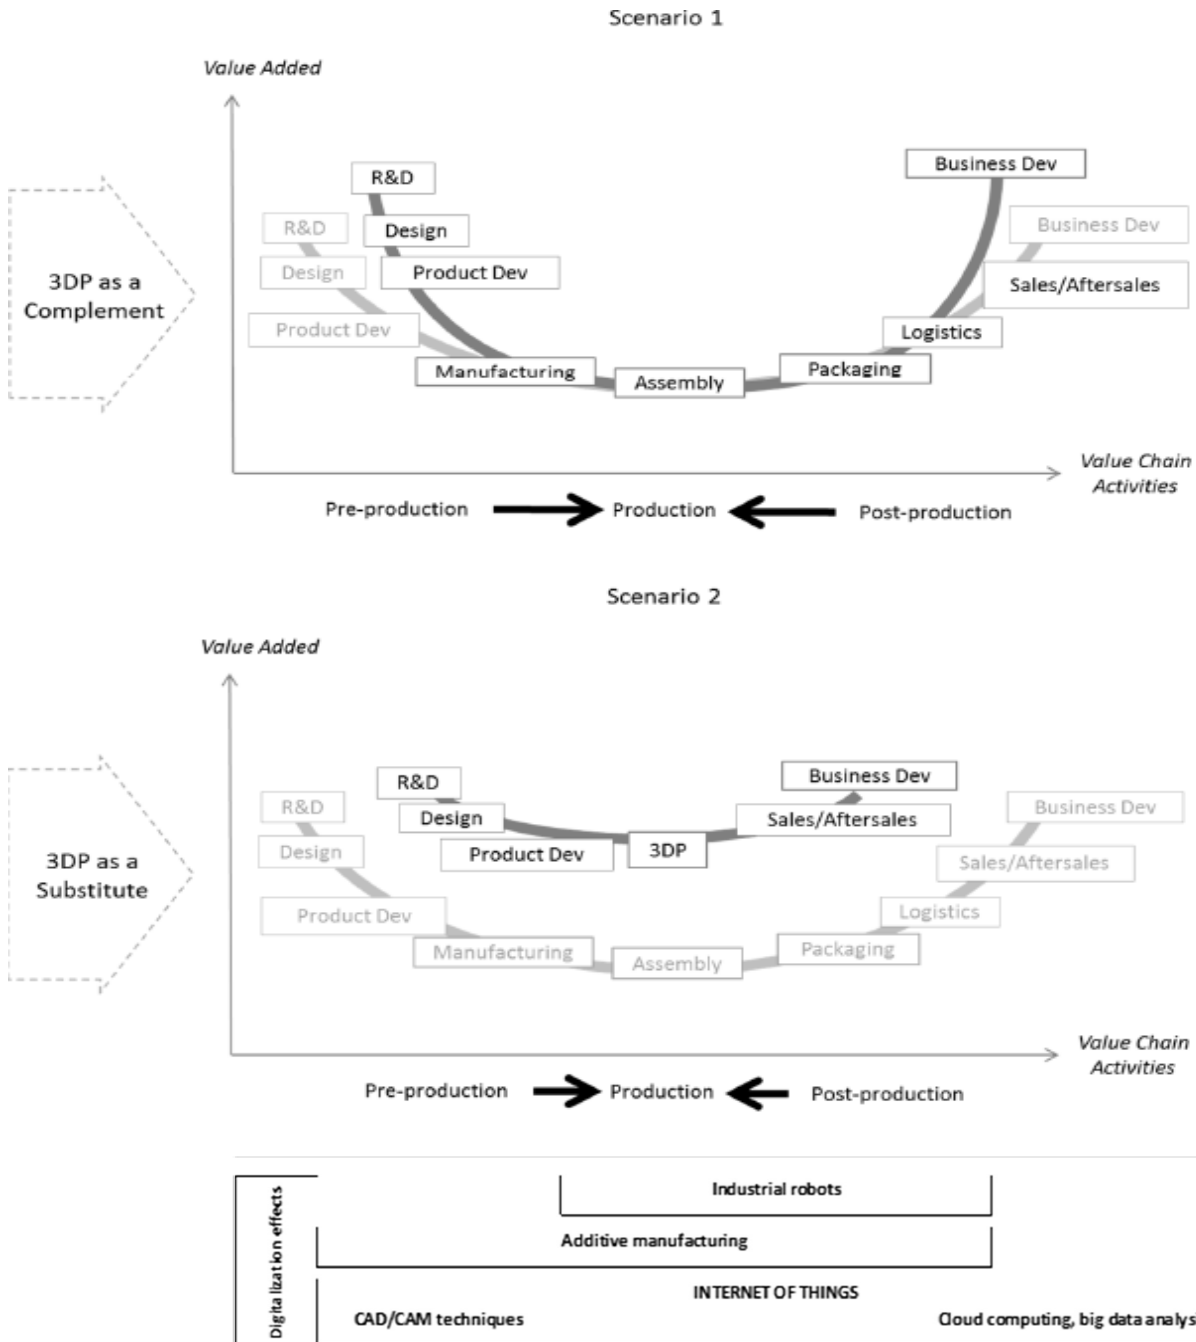 Scenario 1
Value Added
Business Dev
R&D
R&D
Design
Business Dev
Design
Product Dev
3DP as a
Complement
Sales/Aftersales
Product Dev
Logistics
Manufacturing
Assembly
Packaging
Value Chain
Activities
Pre-production
Production
Post-production
Scenario 2
Value Added
R&D
Business Dev
R&D
Business Dev
Design
Sales/Aftersales
Design
Product Dev
3DP
3DP as a
Substitute
Sales/Aftersales
Product Dev
Logistics
Manufacturing
Assembly
Packaging
Value Chain
Activities
Pre-production
Production
Post-production
Digitalization effects
Industrial robots
Additive manufacturing
INTERNET OF THINGS
CAD/CAM techniques
Cloud computing, big data analysi